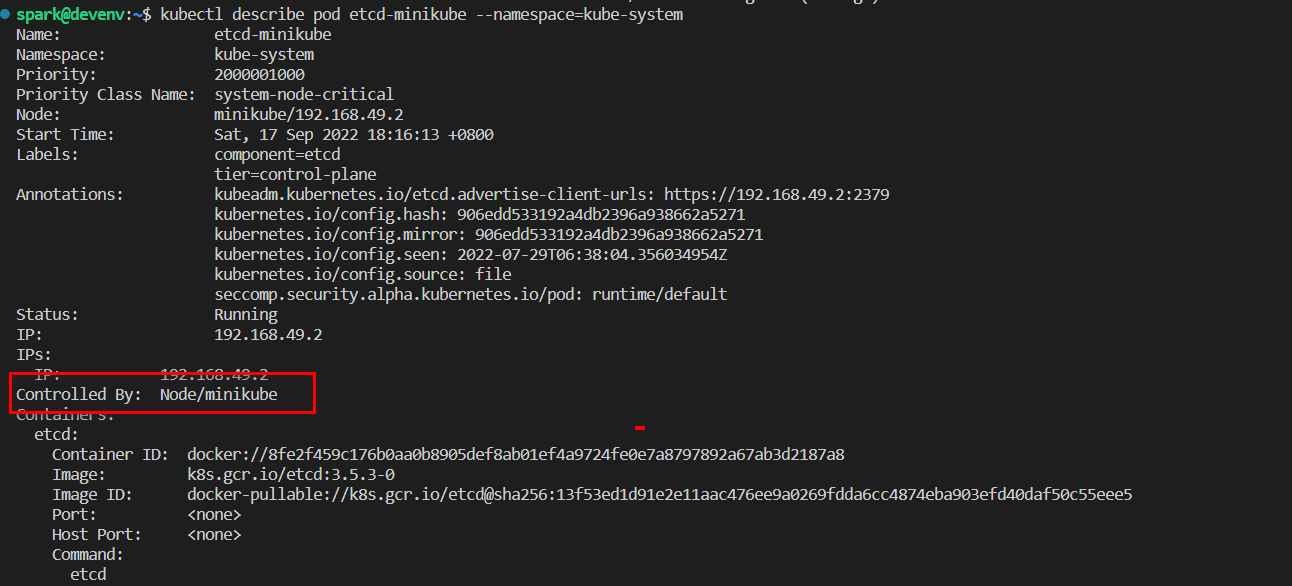 spark@devenv:~$ kubectl describe pod etcd-minikube --namespace=kube-system
Name:                 etcd-minikube
Namespace:            kube-system
Priority:             2000001000
Priority Class Name:  system-node-critical
Node:                 minikube/192.168.49.2
Start Time:           Sat, 17 Sep 2022 18:16:13 +0800
Labels:               component=etcd
                      tier=control-plane
Annotations:          kubeadm.kubernetes.io/etcd.advertise-client-urls: https://192.168.49.2:2379
                      kubernetes.io/config.hash: 906edd533192a4db2396a938662a5271
                      kubernetes.io/config.mirror: 906edd533192a4db2396a938662a5271
                      kubernetes.io/config.seen: 2022-07-29T06:38:04.356034954Z
                      kubernetes.io/config.source: file
                      seccomp.security.alpha.kubernetes.io/pod: runtime/default
Status:               Running
IP:                   192.168.49.2
IPs:
  IP:           192.168.49.2
Controlled By:  Node/minikube
Containers:
  etcd:
    Container ID:  docker://8fe2f459c176b0aa0b8905def8ab01ef4a9724fe0e7a8797892a67ab3d2187a8
    Image:         k8s.gcr.io/etcd:3.5.3-0
    Image ID:      docker-pullable://k8s.gcr.io/etcd@sha256:13f53ed1d91e2e11aac476ee9a0269fdda6cc4874eba903efd40daf50c55eee5
    Port:          <none>
    Host Port:     <none>
    Command:
      etcd